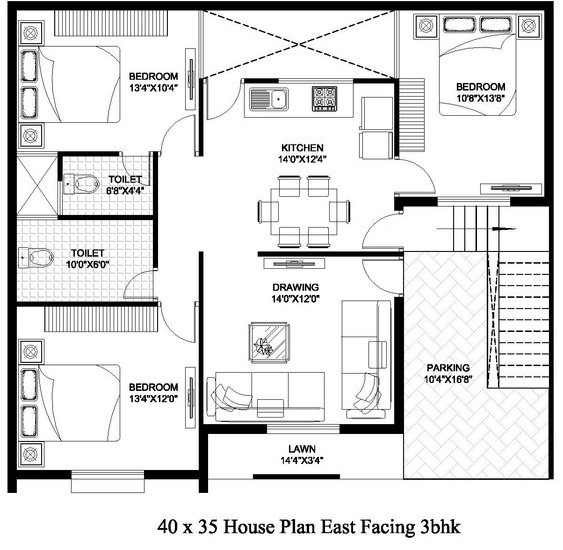 BEDROOM
13'4"X10'4"
BEDROOM
10'8"X13'8"
KITCHEN
14'0"X12'4"
TOILET
6'8"X4'4"
TOILET
10'0"X6'0"
DRAWING
14'0"X12'0"
BEDROOM
13'4"X12'0"
PARKING
10'4"X16'8"
LAWN
14'4"X3'4"
40 x 35 House Plan East Facing 3bhk